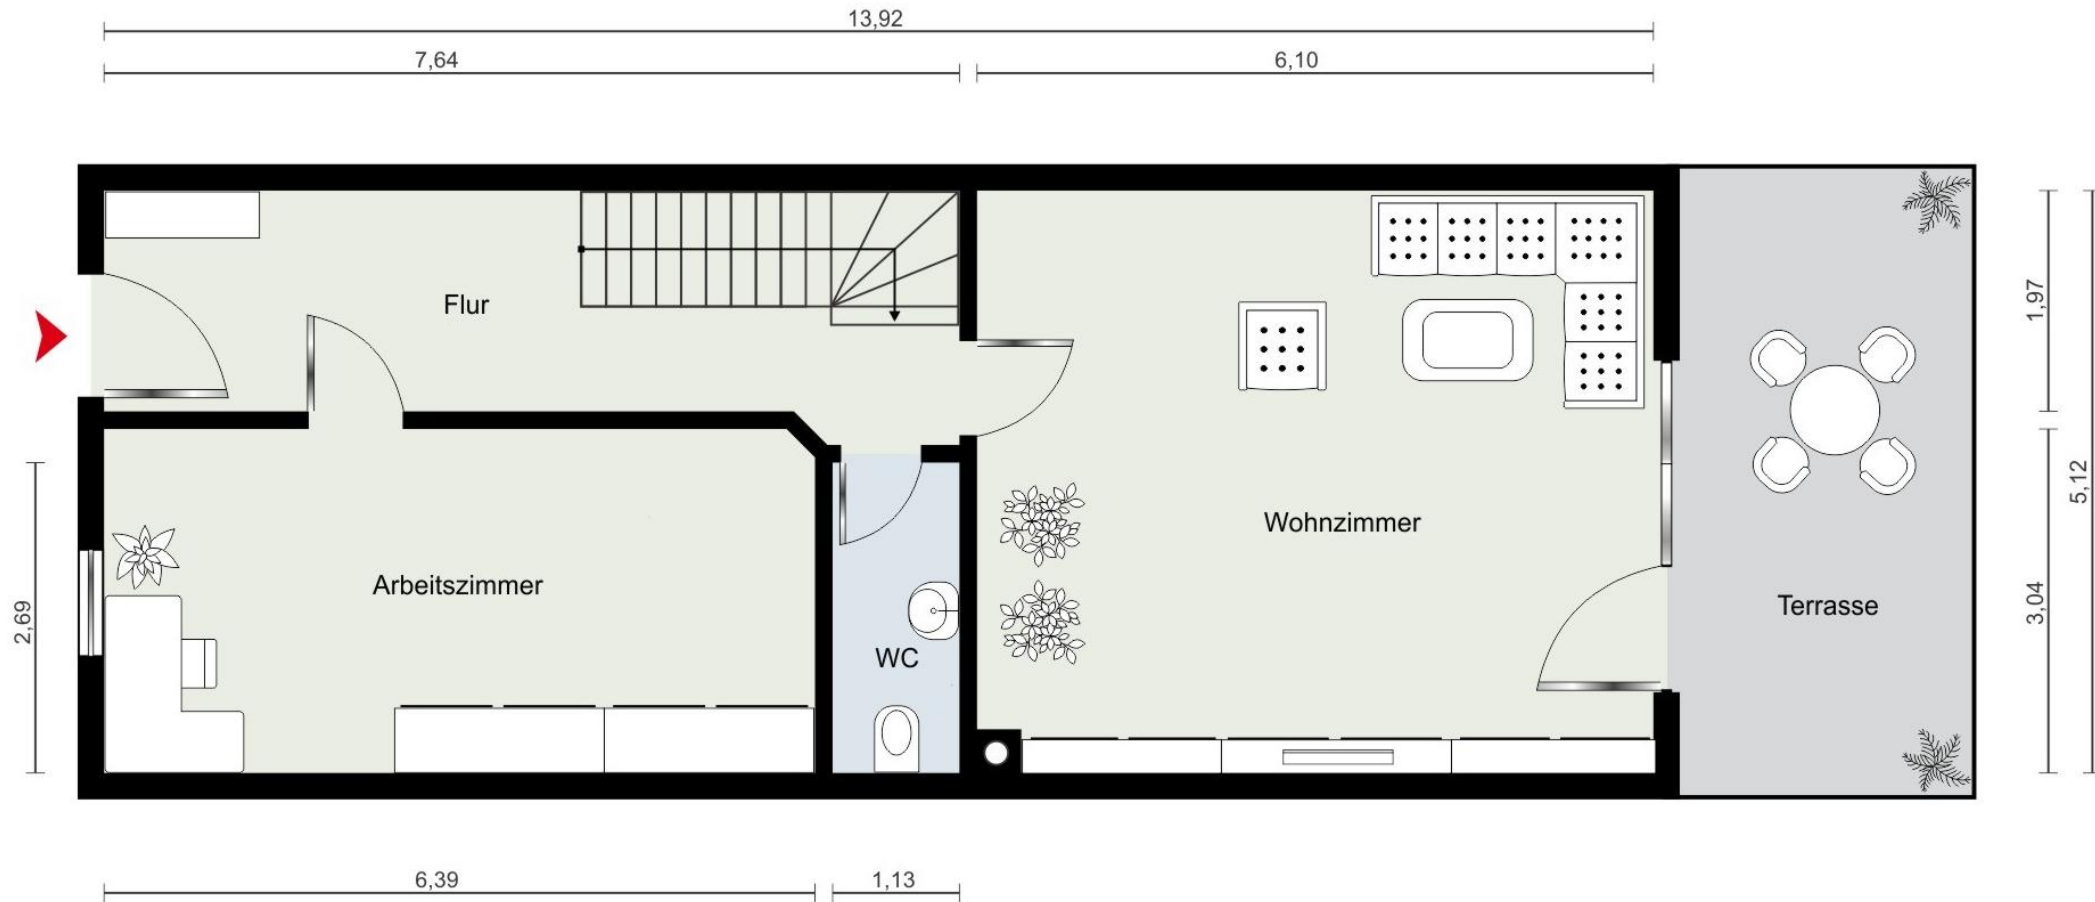 13,92
7,64
6,10
Flur
1,97
5,12
Wohnzimmer
Arbeitszimmer
Terrasse
3,04
2,69
WC
6,39
1,13